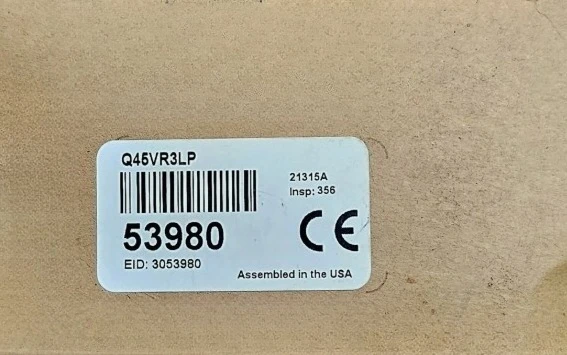 Q45VR3LP
21315A
Insp: 356
53980
CE
EID: 3053980
Assembled in the USA